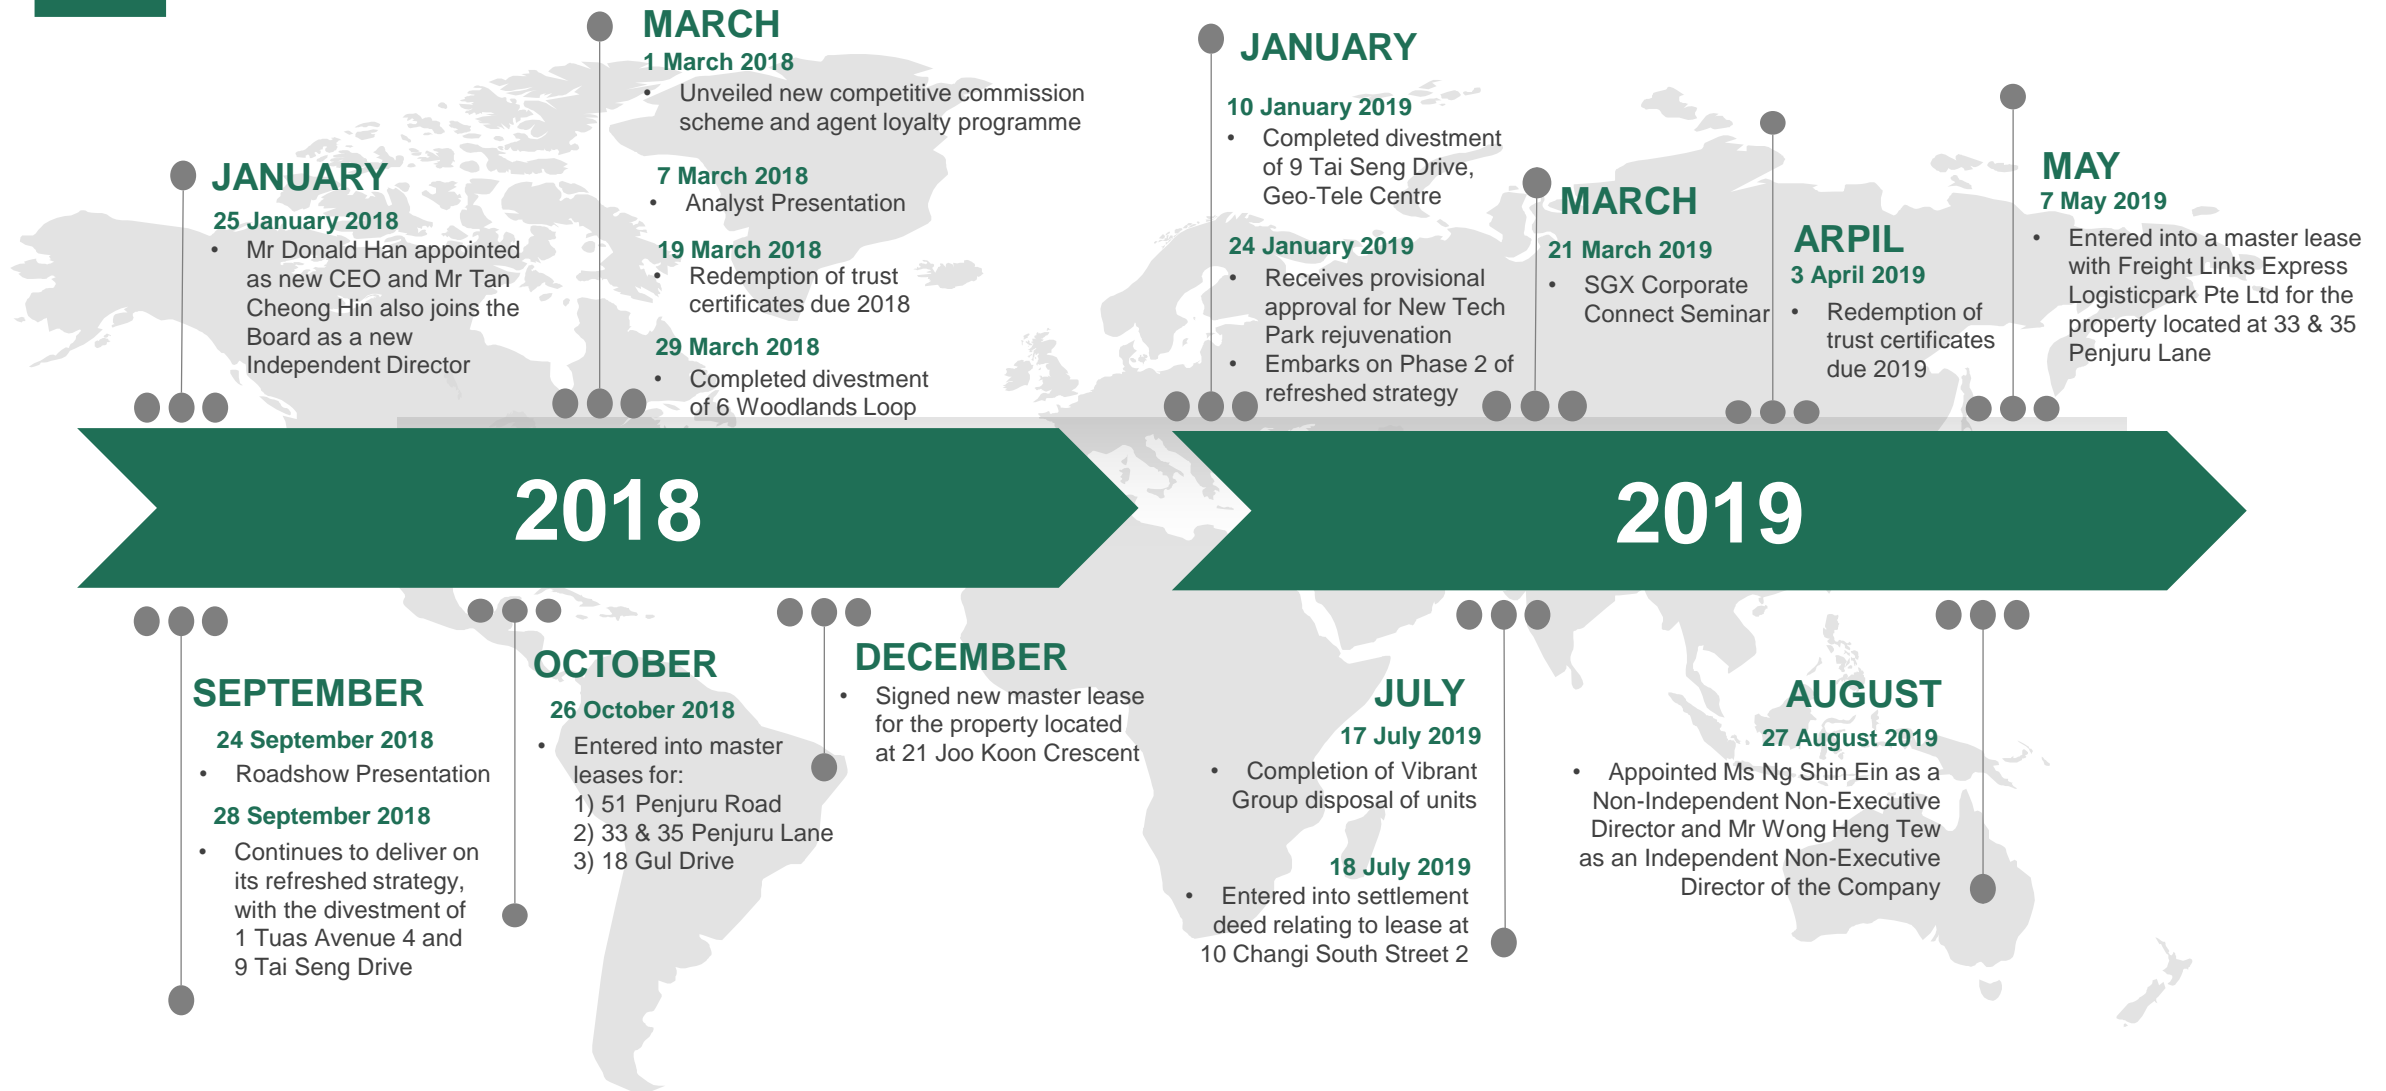 JANUARY
25 January 2018
• Mr Donald Han appointed
as new CEO and Mr Tan
Cheong Hin also joins the
Board as a new
Independent Director
MARCH
1 March 2018
• Unveiled new competitive commission
scheme and agent loyalty programme
7 March 2018
• Analyst Presentation
19 March 2018
• Redemption of trust
certificates due 2018
29 March 2018
• Completed divestment
of 6 Woodlands Loop
JANUARY
10 January 2019
• Completed divestment
of 9 Tai Seng Drive,
Geo-Tele Centre
24 January 2019
• Receives provisional
approval for New Tech
Park rejuvenation
• Embarks on Phase 2 of
refreshed strategy
MARCH
21 March 2019
• SGX Corporate
Connect Seminar
ARPIL
3 April 2019
• Redemption of
trust certificates
due 2019
MAY
7 May 2019
• Entered into a master lease
with Freight Links Express
Logisticpark Pte Ltd for the
property located at 33 & 35
Penjuru Lane
2018
2019
SEPTEMBER
24 September 2018
• Roadshow Presentation
28 September 2018
• Continues to deliver on
its refreshed strategy,
with the divestment of
1 Tuas Avenue 4 and
9 Tai Seng Drive
OCTOBER
26 October 2018
• Entered into master
leases for:
1) 51 Penjuru Road
2) 33 & 35 Penjuru Lane
3) 18 Gul Drive
DECEMBER
• Signed new master lease
for the property located
at 21 Joo Koon Crescent
JULY
17 July 2019
• Completion of Vibrant
Group disposal of units
18 July 2019
• Entered into settlement
deed relating to lease at
10 Changi South Street 2
AUGUST
27 August 2019
• Appointed Ms Ng Shin Ein as a
Non-Independent Non-Executive
Director and Mr Wong Heng Tew
as an Independent Non-Executive
Director of the Company